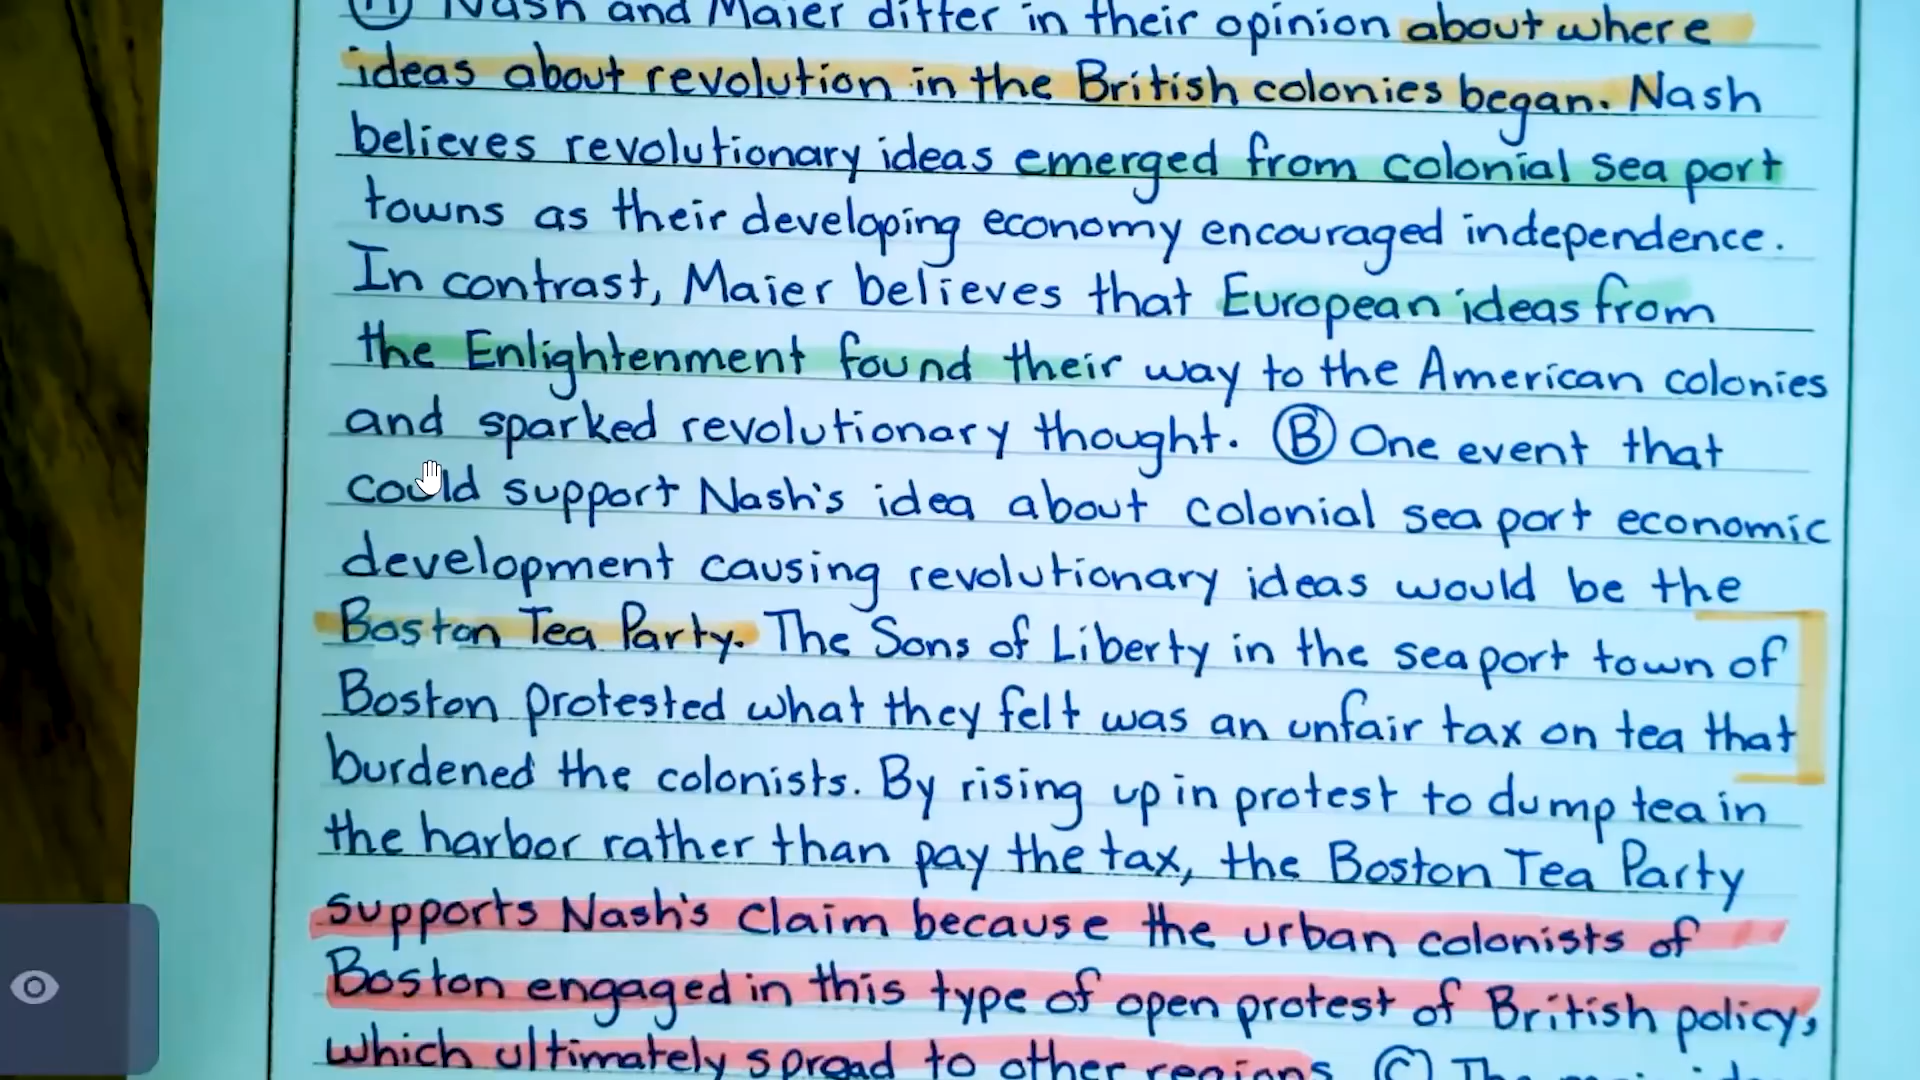 Ⓐ Nash and Maier differ in their opinion about where
ideas about revolution in the British colonies began. Nash
believes revolutionary ideas emerged from colonial sea port
towns as their developing economy encouraged independence.
In contrast, Maier believes that European ideas from
the Enlightenment found their way to the American colonies
and sparked revolutionary thought. Ⓑ One event that
could support Nash's idea about colonial sea port economic
development causing revolutionary ideas would be the
Boston Tea Party. The Sons of Liberty in the seaport town of
Boston protested what they felt was an unfair tax on tea that
burdened the colonists. By rising up in protest to dump tea in
the harbor rather than pay the tax, the Boston Tea Party
supports Nash's claim because the urban colonists of
Boston engaged in this type of open protest of British policy,
which ultimately spread to other regions. Ⓒ The